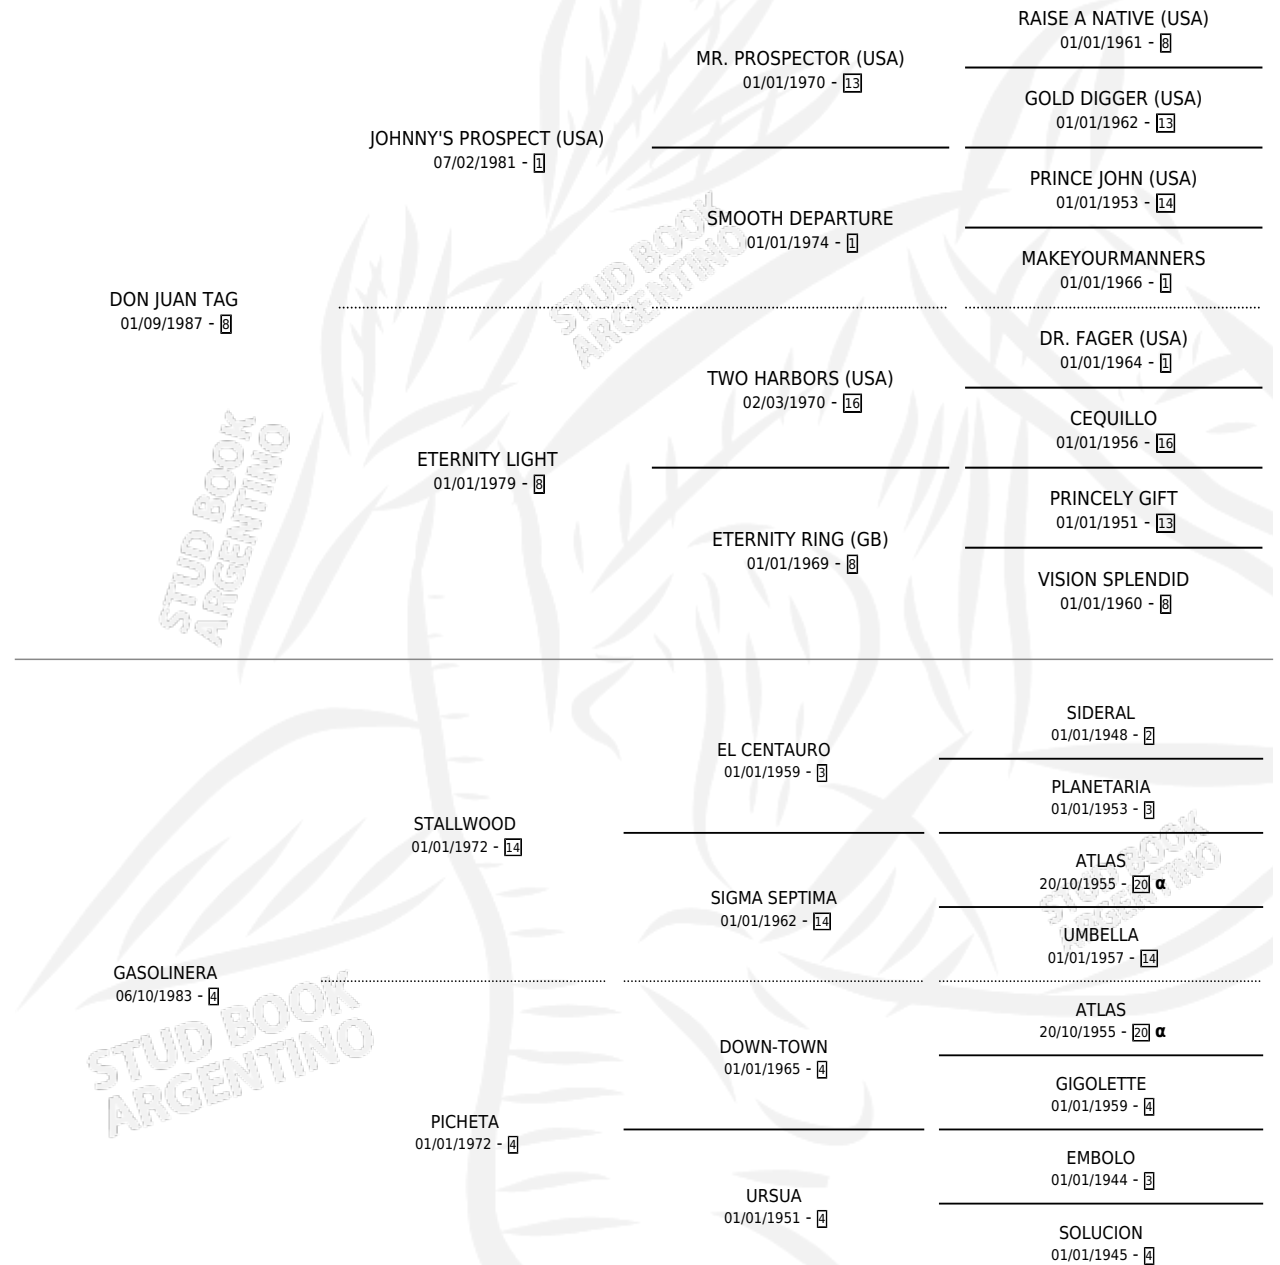 RAISE A NATIVE (USA)
01/01/1961 - 8
MR. PROSPECTOR (USA)
01/01/1970 - 13
GOLD DIGGER (USA)
01/01/1962 - 13
JOHNNY'S PROSPECT (USA)
07/02/1981 - 1
PRINCE JOHN (USA)
01/01/1953 - 14
SMOOTH DEPARTURE
01/01/1974 - 1
MAKEYOURMANNERS
01/01/1966 - 1
DON JUAN TAG
01/09/1987 - 8
DR. FAGER (USA)
01/01/1964 - 1
TWO HARBORS (USA)
02/03/1970 - 16
CEQUILLO
01/01/1956 - 16
ETERNITY LIGHT
01/01/1979 - 8
PRINCELY GIFT
01/01/1951 - 13
ETERNITY RING (GB)
01/01/1969 - 8
VISION SPLENDID
01/01/1960 - 8
SIDERAL
01/01/1948 - 2
EL CENTAURO
01/01/1959 - 3
PLANETARIA
01/01/1953 - 3
STALLWOOD
01/01/1972 - 14
ATLAS
20/10/1955 - 20 α
SIGMA SEPTIMA
01/01/1962 - 14
UMBELLA
01/01/1957 - 14
GASOLINERA
06/10/1983 - 4
ATLAS
20/10/1955 - 20 α
DOWN-TOWN
01/01/1965 - 4
GIGOLETTE
01/01/1959 - 4
PICHETA
01/01/1972 - 4
EMBOLO
01/01/1944 - 3
URSUA
01/01/1951 - 4
SOLUCION
01/01/1945 - 4
STUD BOOK
ARGENTINO
STUD BOOK
ARGENTINO
STUD BOOK
ARGENTINO
STUD BOOK
ARGENTINO